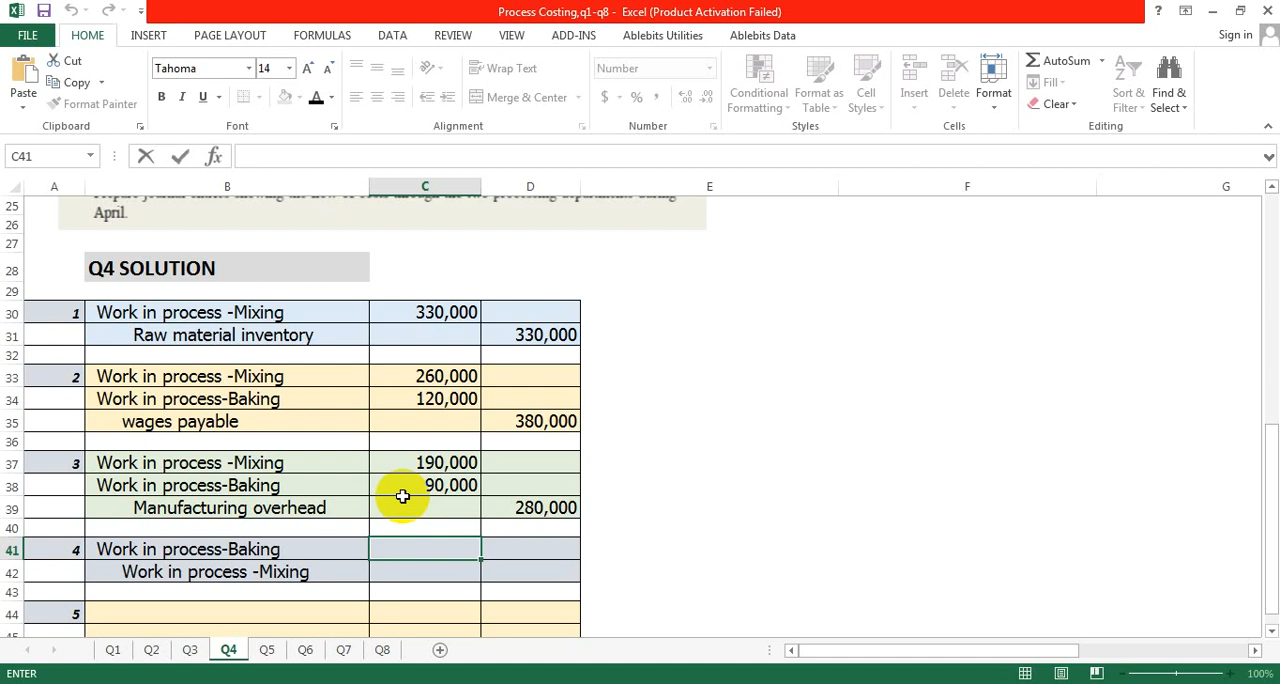 Process Costing,q1-q8 - Excel (Product Activation Failed)
FILE HOME INSERT PAGE LAYOUT FORMULAS DATA REVIEW VIEW ADD-INS Ablebits Utilities Ablebits Data Sign in
Cut
Copy
Format Painter
Paste
Clipboard
Tahoma 14
B I U
Font
Wrap Text
Merge & Center
Alignment
Number
$ % ,
Number
Conditional Formatting
Format as Table
Cell Styles
Styles
Insert Delete Format
Cells
AutoSum
Fill
Clear
Sort & Filter
Find & Select
Editing
C41 fx
A B C D E F G
25
April.
26
27
28 Q4 SOLUTION
29
30 1 Work in process -Mixing 330,000
31 Raw material inventory 330,000
32
33 2 Work in process -Mixing 260,000
34 Work in process-Baking 120,000
35 wages payable 380,000
36
37 3 Work in process -Mixing 190,000
38 Work in process-Baking 90,000
39 Manufacturing overhead 280,000
40
41 4 Work in process-Baking
42 Work in process -Mixing
43
44 5
Q1 Q2 Q3 Q4 Q5 Q6 Q7 Q8
ENTER 100%